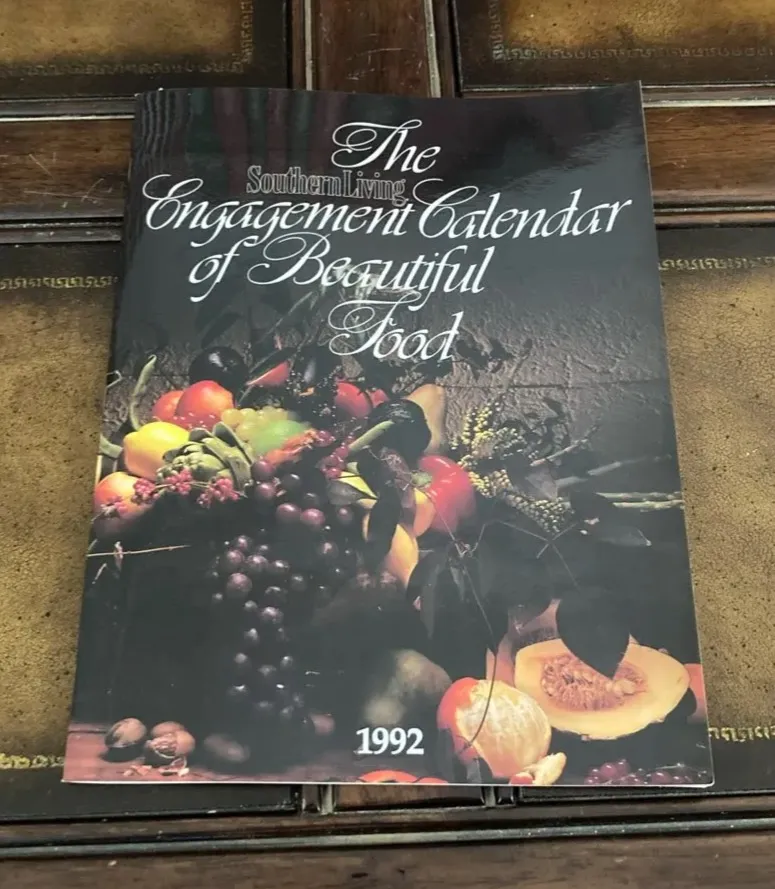 The
Southern Living
Engagement Calendar
of Beautiful
Food
1992